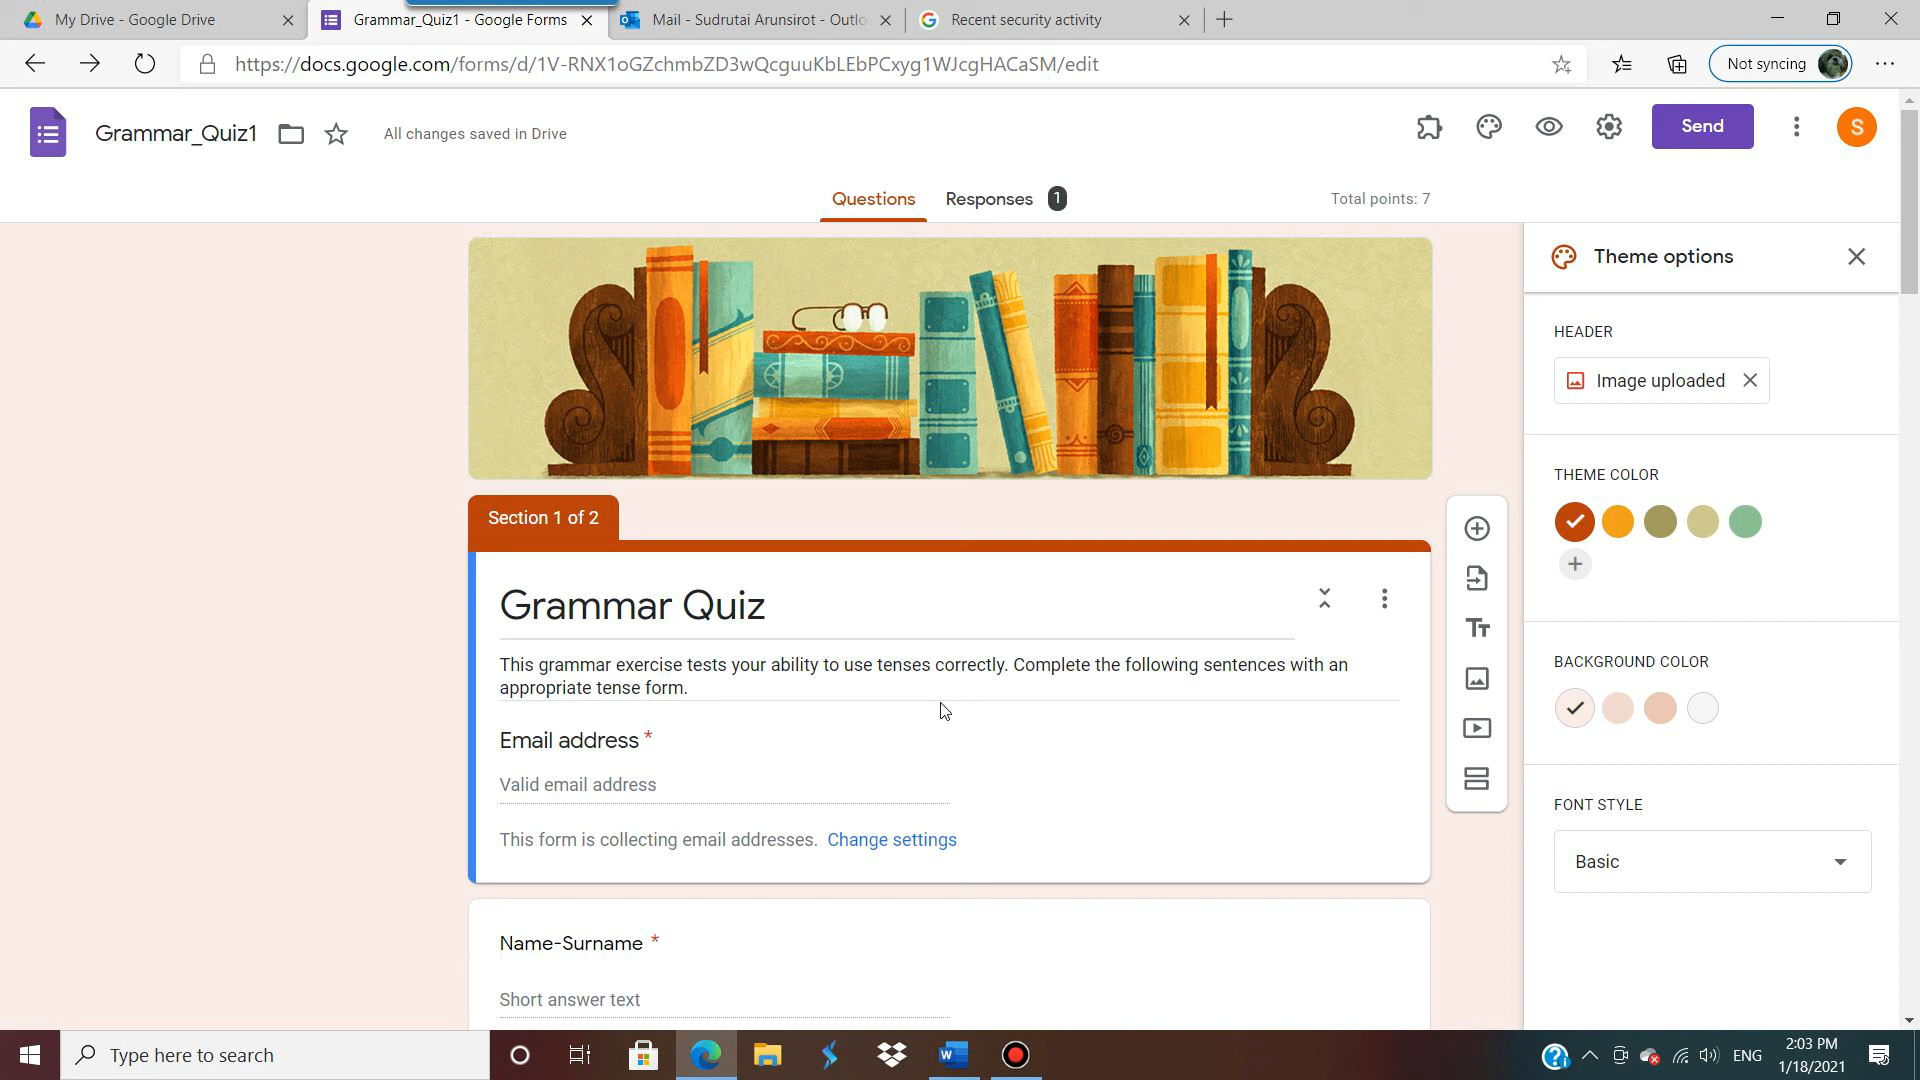 My Drive - Google Drive
Grammar_Quiz1 - Google Forms
Mail - Sudrutai Arunsirot - Outlo
Recent security activity
https://docs.google.com/forms/d/1V-RNX1oGZchmbZD3wQcguuKbLEbPCxyg1WJcgHACaSM/edit
Not syncing
Grammar_Quiz1
All changes saved in Drive
Send
S
Questions
Responses 1
Total points: 7
Theme options
HEADER
Image uploaded
THEME COLOR
Section 1 of 2
Grammar Quiz
This grammar exercise tests your ability to use tenses correctly. Complete the following sentences with an
appropriate tense form.
BACKGROUND COLOR
Email address *
Valid email address
This form is collecting email addresses. Change settings
FONT STYLE
Basic
Name-Surname *
Short answer text
Type here to search
ENG
2:03 PM
1/18/2021